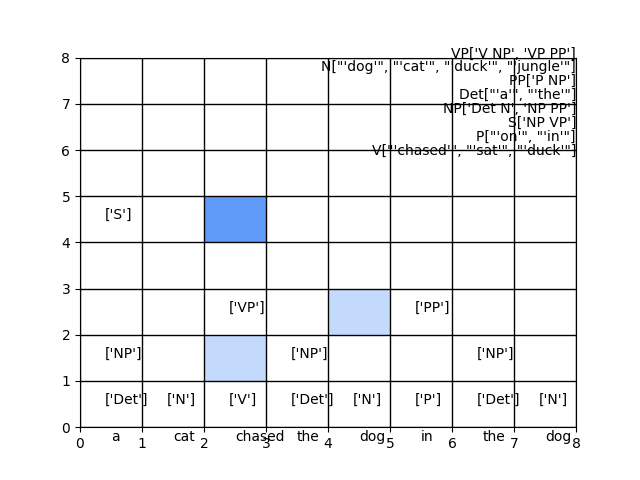 VP['V NP', 'VP PP']
N["'dog'", "'cat'", "'duck'", "'jungle'"]
PP['P NP']
Det["'a'", "'the'"]
NP['Det N', 'NP PP']
S['NP VP']
P["'on'", "'in'"]
V["'chased'", "'sat'", "'duck'"]
8
7
6
5
['S']
4
3
['VP'] ['PP']
2
['NP'] ['NP'] ['NP']
1
['Det'] ['N'] ['V'] ['Det'] ['N'] ['P'] ['Det'] ['N']
0
a cat chased the dog in the dog
0 1 2 3 4 5 6 7 8